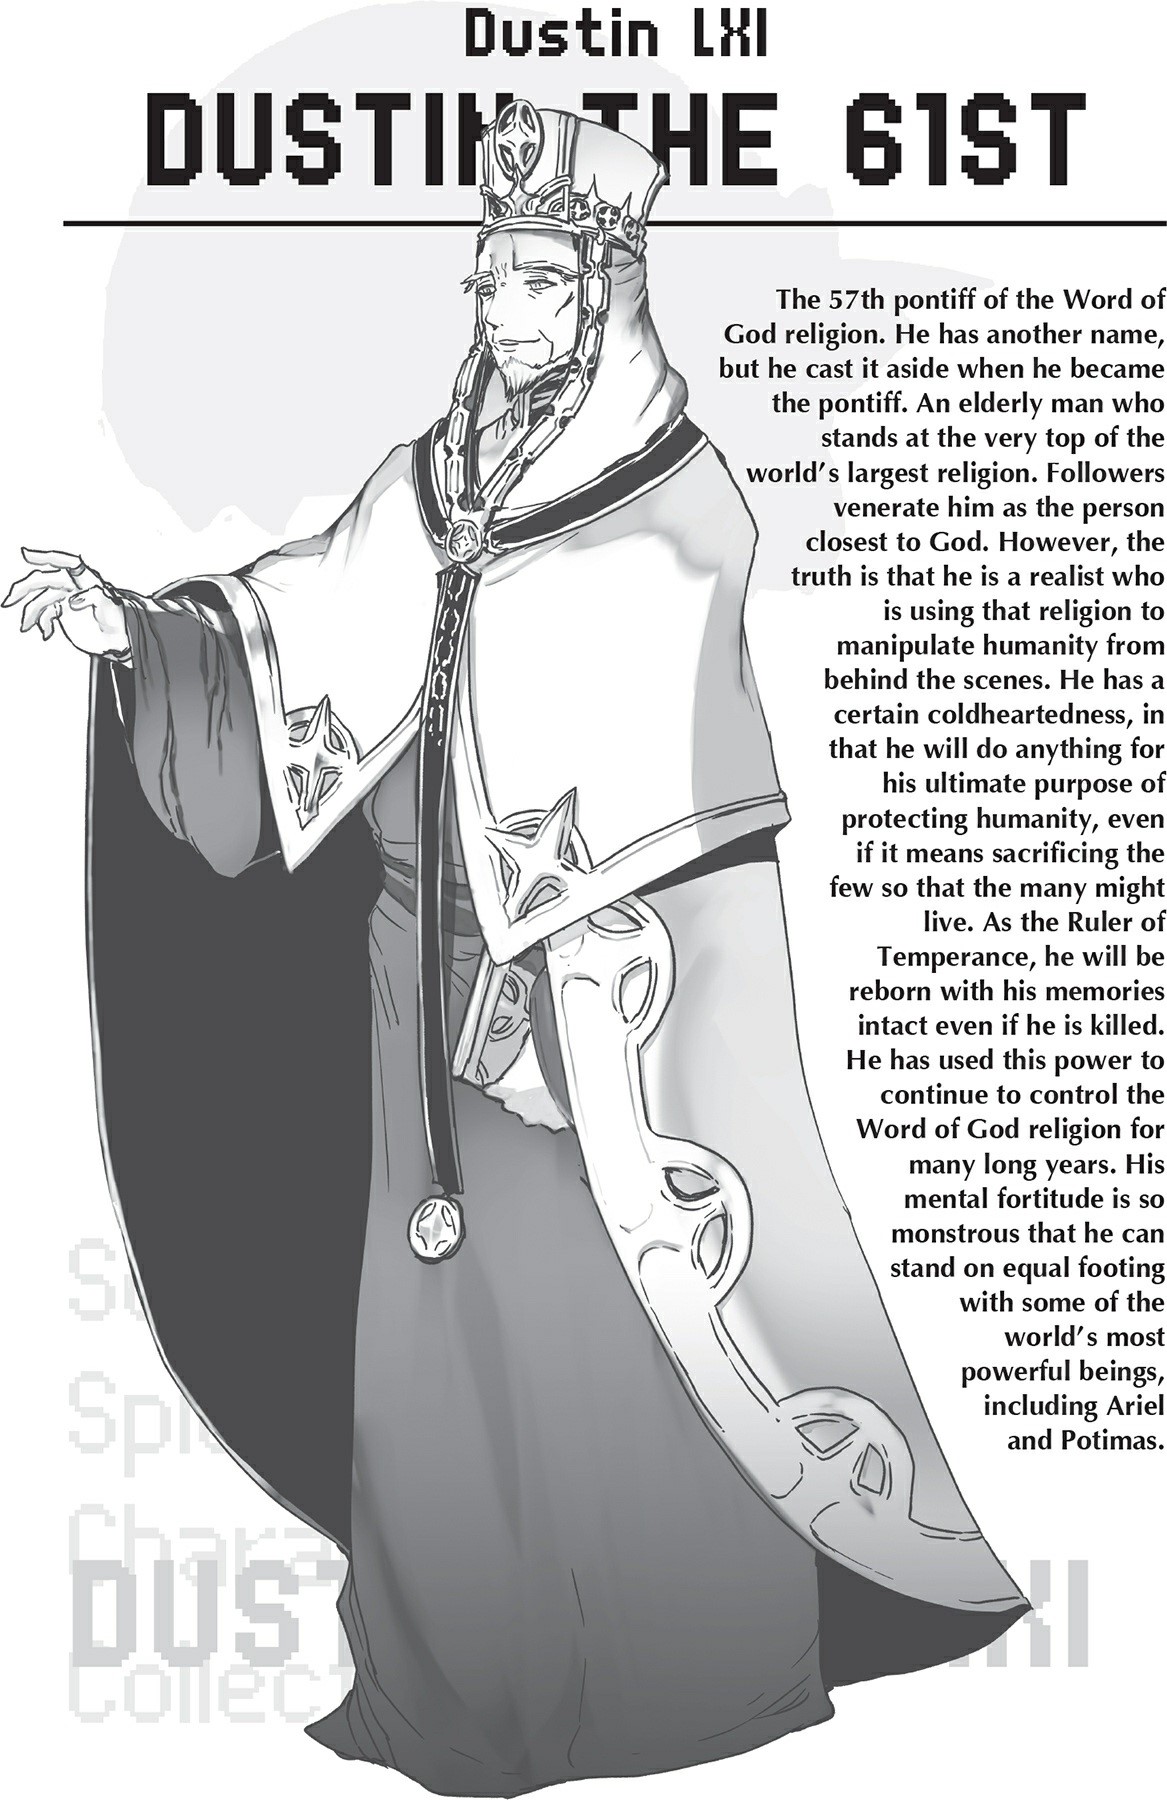 Dustin LXI
DUSTIN THE 61ST
The 57th pontiff of the Word of
God religion. He has another name,
but he cast it aside when he became
the pontiff. An elderly man who
stands at the very top of the
world's largest religion. Followers
venerate him as the person
closest to God. However, the
truth is that he is a realist who
is using that religion to
manipulate humanity from
behind the scenes. He has a
certain coldheartedness, in
that he will do anything for
his ultimate purpose of
protecting humanity, even
if it means sacrificing the
few so that the many might
live. As the Ruler of
Temperance, he will be
reborn with his memories
intact even if he is killed.
He has used this power to
continue to control the
Word of God religion for
many long years. His
mental fortitude is so
monstrous that he can
stand on equal footing
with some of the
world's most
powerful beings,
including Ariel
and Potimas.